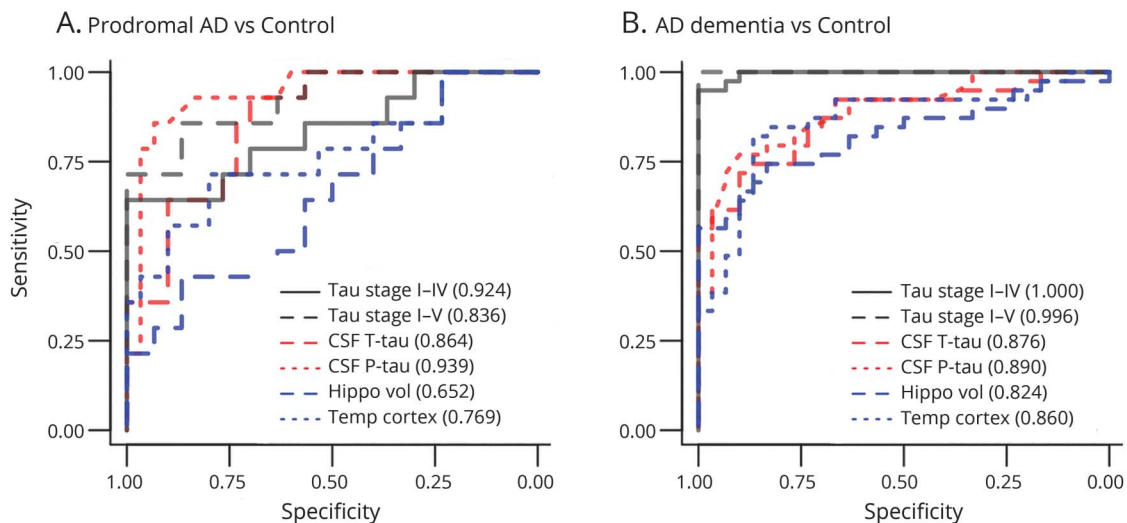 A. Prodromal AD vs Control
1.00
0.75
0.50
0.25
0.00
Sensitivity
Tau stage I–IV (0.924)
Tau stage I–V (0.836)
CSF T-tau (0.864)
CSF P-tau (0.939)
Hippo vol (0.652)
Temp cortex (0.769)
1.00 0.75 0.50 0.25 0.00
Specificity
B. AD dementia vs Control
1.00
0.75
0.50
0.25
0.00
Tau stage I–IV (1.000)
Tau stage I–V (0.996)
CSF T-tau (0.876)
CSF P-tau (0.890)
Hippo vol (0.824)
Temp cortex (0.860)
1.00 0.75 0.50 0.25 0.00
Specificity